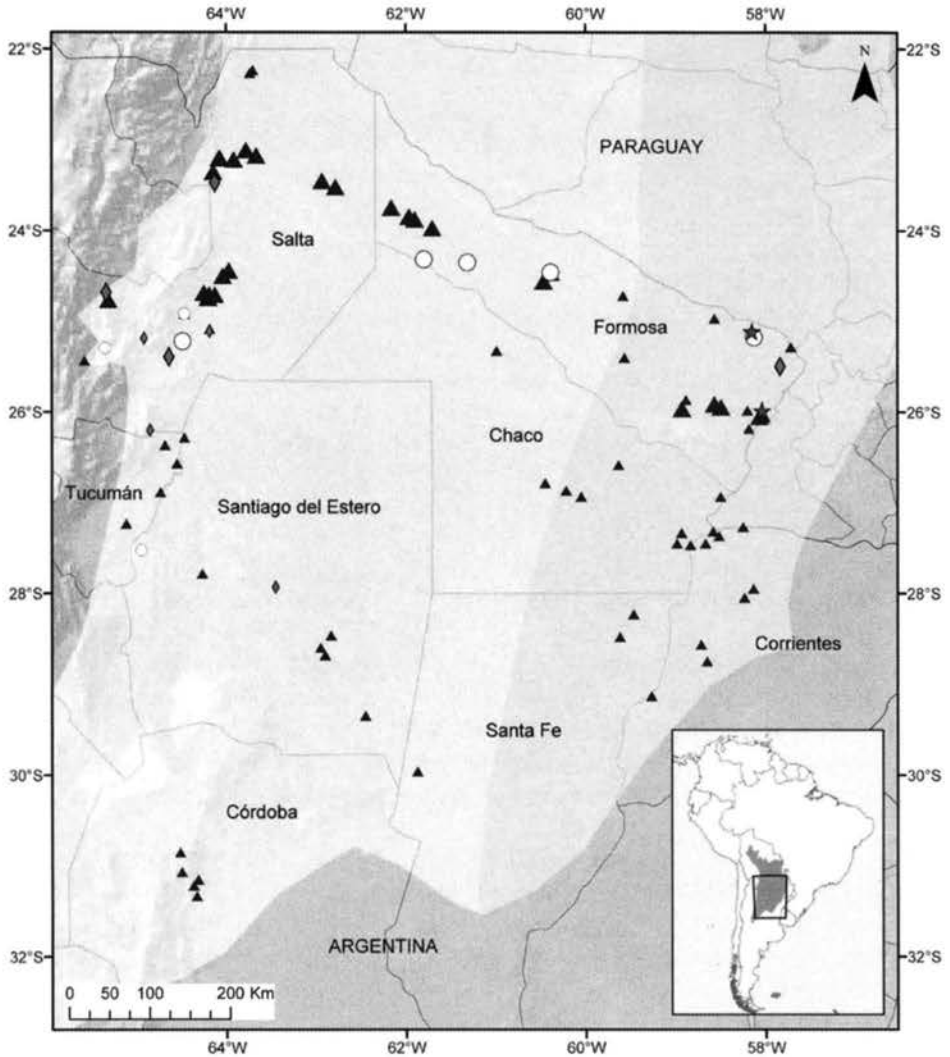 64°W 62°W 60°W 58°W
22°S 22°S
N
PARAGUAY
24°S 24°S
Salta
Formosa
26°S 26°S
Chaco
Tucumán
Santiago del Estero
28°S 28°S
Corrientes
Santa Fe
30°S 30°S
Córdoba
ARGENTINA
32°S 32°S
0 50 100 200 Km
64°W 62°W 60°W 58°W